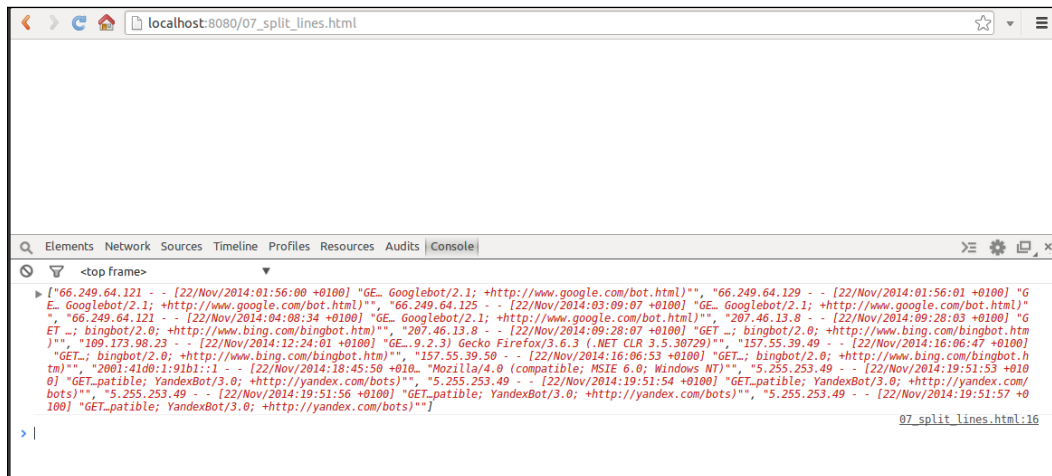 localhost:8080/07_split_lines.html
Elements Network Sources Timeline Profiles Resources Audits Console
<top frame>
["66.249.64.121 - - [22/Nov/2014:01:56:00 +0100] "GE… Googlebot/2.1; +http://www.google.com/bot.html)"", "66.249.64.129 - - [22/Nov/2014:01:56:01 +0100] "G
E… Googlebot/2.1; +http://www.google.com/bot.html)"", "66.249.64.125 - - [22/Nov/2014:03:09:07 +0100] "GE… Googlebot/2.1; +http://www.google.com/bot.html)"
", "66.249.64.121 - - [22/Nov/2014:04:08:34 +0100] "GE… Googlebot/2.1; +http://www.google.com/bot.html)"", "207.46.13.8 - - [22/Nov/2014:09:28:03 +0100] "G
ET …; bingbot/2.0; +http://www.bing.com/bingbot.htm)"", "207.46.13.8 - - [22/Nov/2014:09:28:07 +0100] "GET …; bingbot/2.0; +http://www.bing.com/bingbot.htm
)"", "109.173.98.23 - - [22/Nov/2014:12:24:01 +0100] "GE….9.2.3) Gecko Firefox/3.6.3 (.NET CLR 3.5.30729)"", "157.55.39.49 - - [22/Nov/2014:16:06:47 +0100]
"GET…; bingbot/2.0; +http://www.bing.com/bingbot.htm)"", "157.55.39.50 - - [22/Nov/2014:16:06:53 +0100] "GET…; bingbot/2.0; +http://www.bing.com/bingbot.h
tm)"", "2001:41d0:1:91b1::1 - - [22/Nov/2014:18:45:50 +010… "Mozilla/4.0 (compatible; MSIE 6.0; Windows NT)"", "5.255.253.49 - - [22/Nov/2014:19:51:53 +010
0] "GET…patible; YandexBot/3.0; +http://yandex.com/bots)"", "5.255.253.49 - - [22/Nov/2014:19:51:54 +0100] "GET…patible; YandexBot/3.0; +http://yandex.com/
bots)"", "5.255.253.49 - - [22/Nov/2014:19:51:56 +0100] "GET…patible; YandexBot/3.0; +http://yandex.com/bots)"", "5.255.253.49 - - [22/Nov/2014:19:51:57 +0
100] "GET…patible; YandexBot/3.0; +http://yandex.com/bots)""]
07_split_lines.html:16